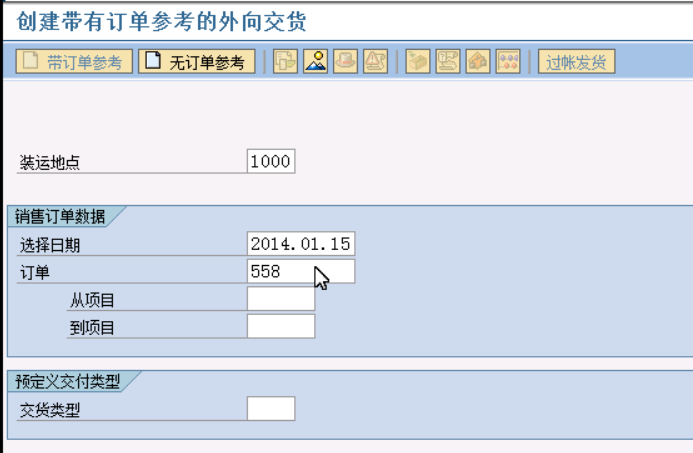 创建带有订单参考的外向交货
带订单参考 无订单参考 过帐发货
装运地点 1000
销售订单数据
选择日期 2014.01.15
订单 558
从项目
到项目
预定义交付类型
交货类型